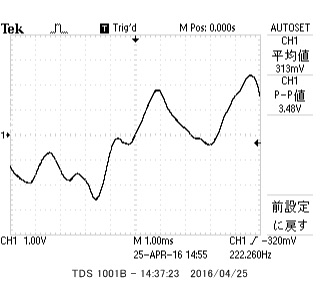 Tek T Trig'd M Pos: 0.000s AUTOSET
CH1
平均値
313mV
CH1
P-P値
3.48V
1
前設定
に戻す
CH1 1.00V M 1.00ms CH1 / -320mV
25-APR-16 14:55 222.260Hz
TDS 1001B - 14:37:23 2016/04/25